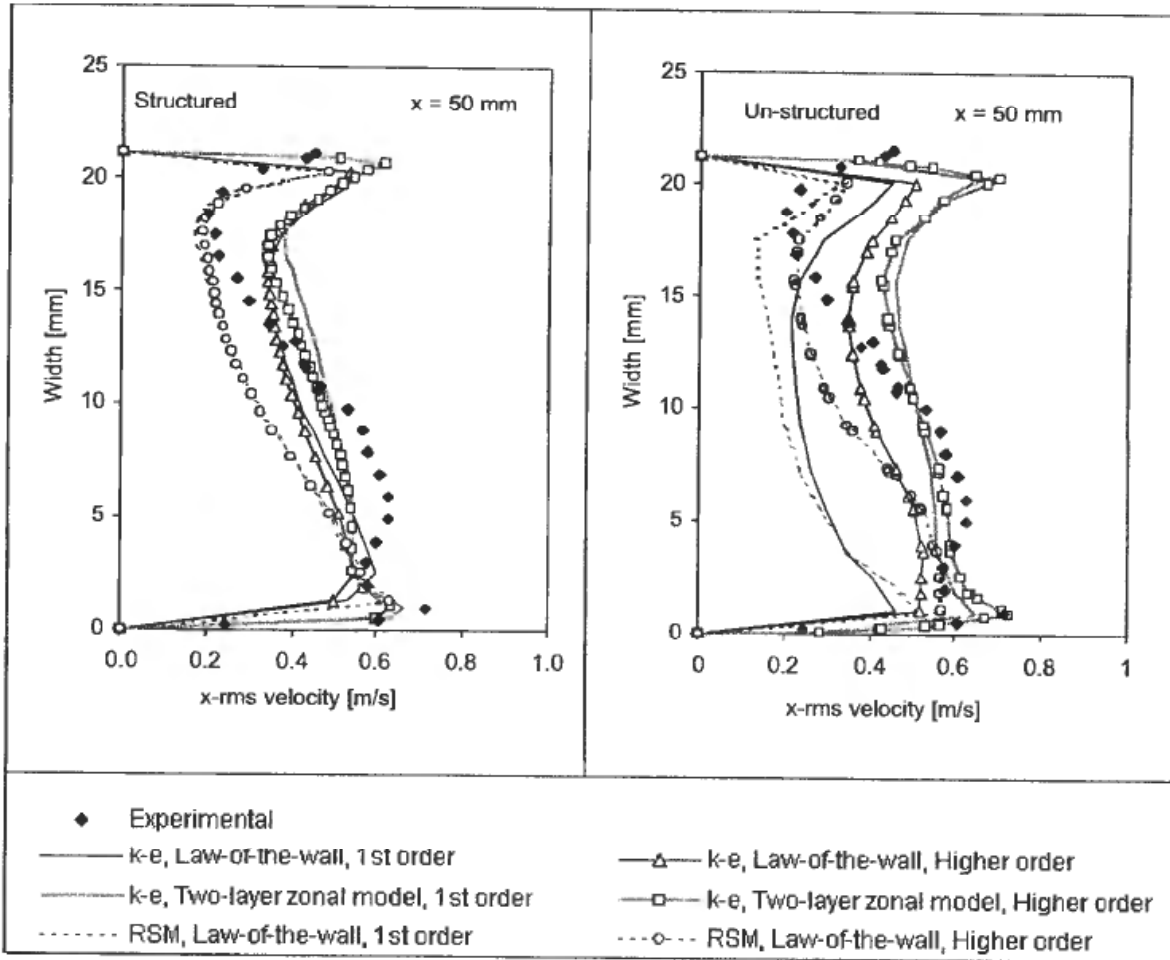 25
Structured
x = 50 mm
20
15
Width [mm]
10
5
0
0.0
0.2
0.4
0.6
0.8
1.0
x-rms velocity [m/s]
25
Un-structured
x = 50 mm
20
15
Width [mm]
10
5
0
0.0
0.2
0.4
0.6
0.8
1
x-rms velocity [m/s]
Experimental
k-e, Law-of-the-wall, 1st order
k-e, Law-of-the-wall, Higher order
k-e, Two-layer zonal model, 1st order
k-e, Two-layer zonal model, Higher order
RSM, Law-of-the-wall, 1st order
RSM, Law-of-the-wall, Higher order